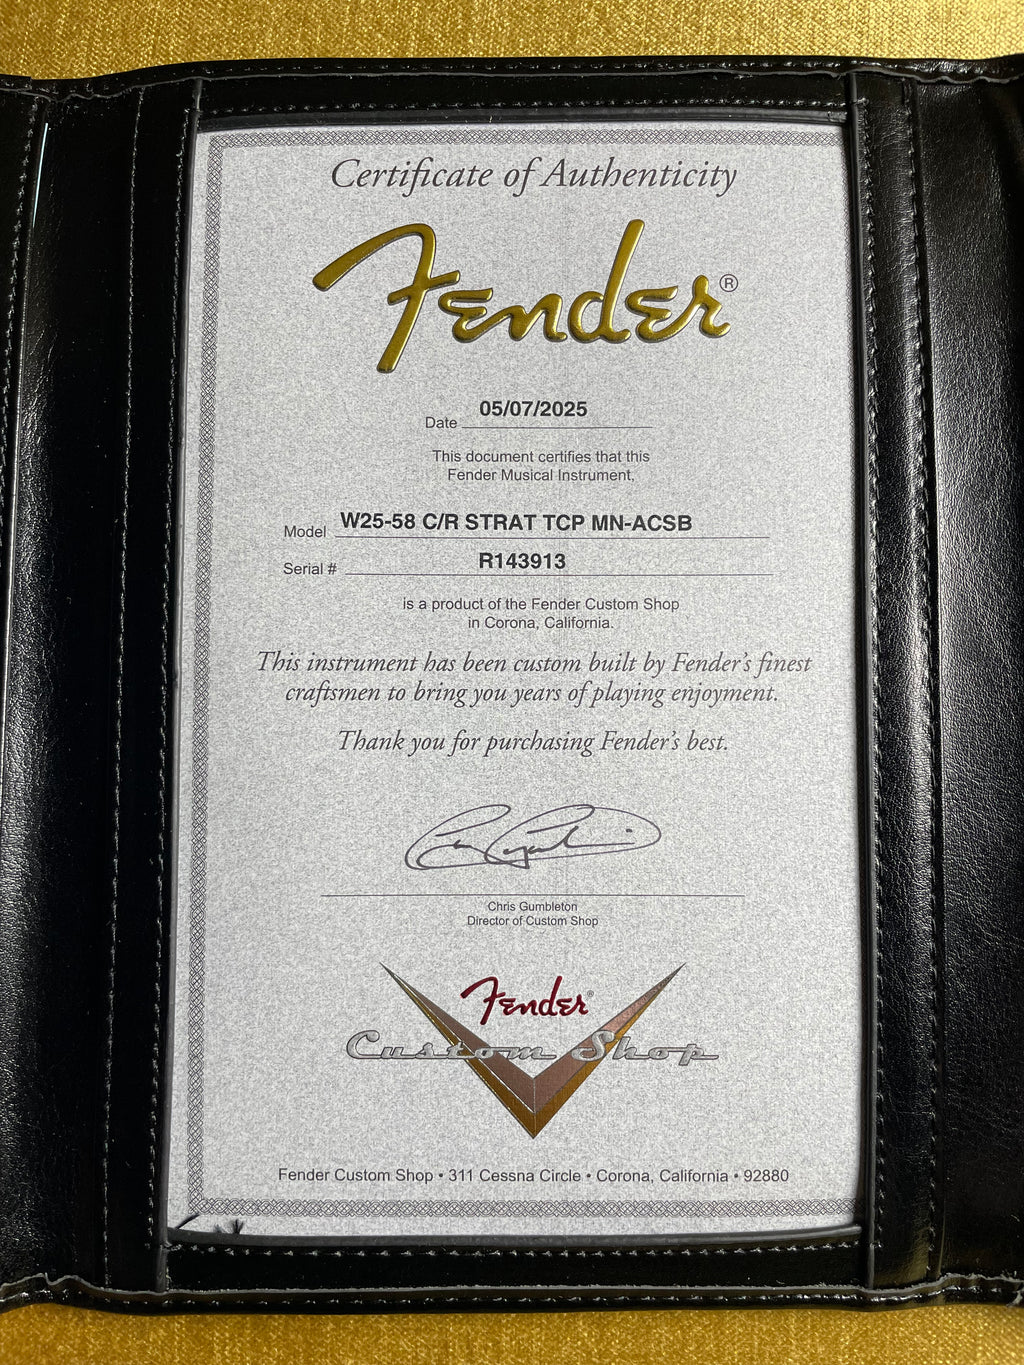 Certificate of Authenticity
Fender®
Date 05/07/2025
This document certifies that this
Fender Musical Instrument,
Model W25-58 C/R STRAT TCP MN-ACSB
Serial # R143913
is a product of the Fender Custom Shop
in Corona, California.
This instrument has been custom built by Fender's finest
craftsmen to bring you years of playing enjoyment.
Thank you for purchasing Fender's best.
Chris Gumbleton
Director of Custom Shop
Fender®
Custom Shop
Fender Custom Shop • 311 Cessna Circle • Corona, California • 92880